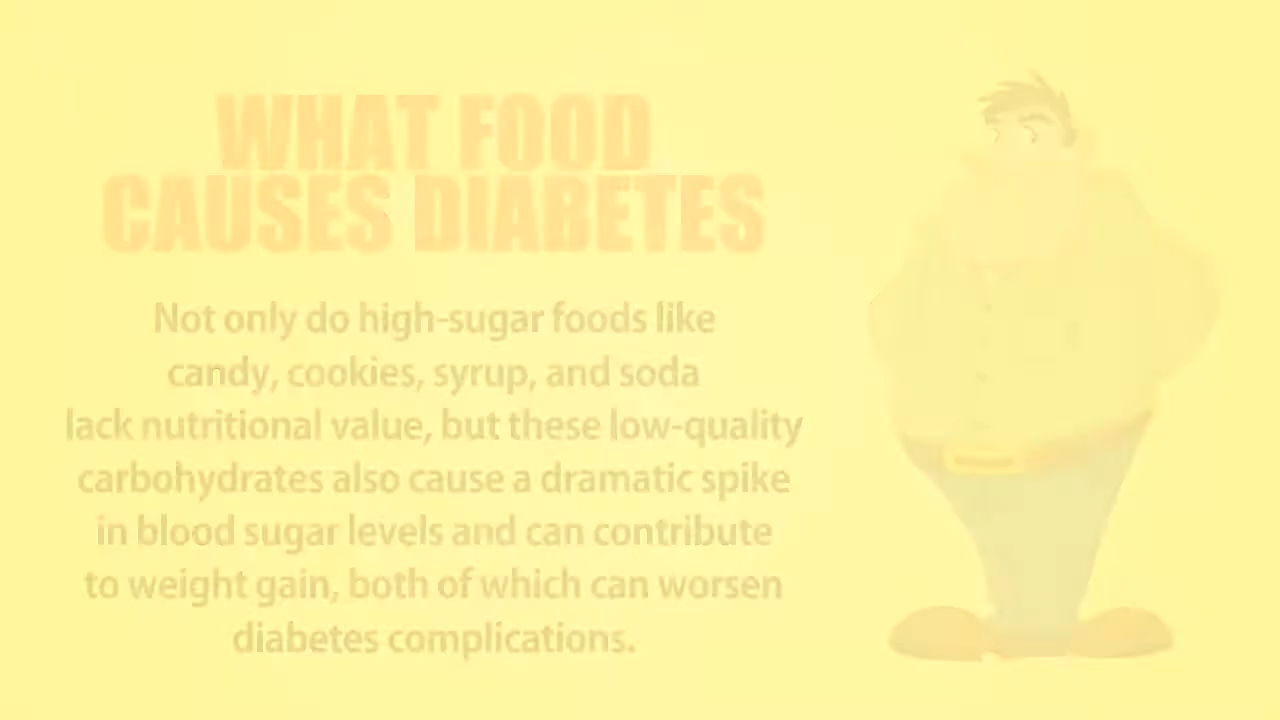 WHAT FOOD
CAUSES DIABETES
Not only do high-sugar foods like
candy, cookies, syrup, and soda
lack nutritional value, but these low-quality
carbohydrates also cause a dramatic spike
in blood sugar levels and can contribute
to weight gain, both of which can worsen
diabetes complications.